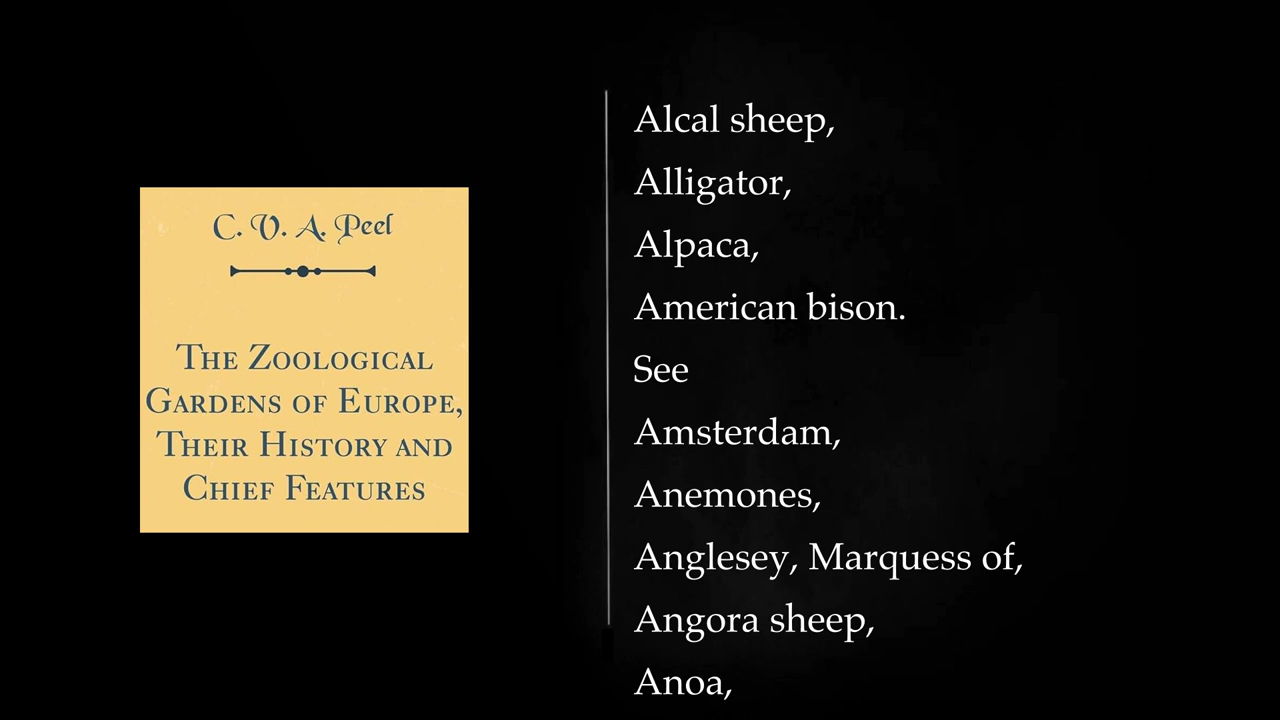 C. V. A. Peel
The Zoological
Gardens of Europe,
Their History and
Chief Features
Alcal sheep,
Alligator,
Alpaca,
American bison.
See
Amsterdam,
Anemones,
Anglesey, Marquess of,
Angora sheep,
Anoa,